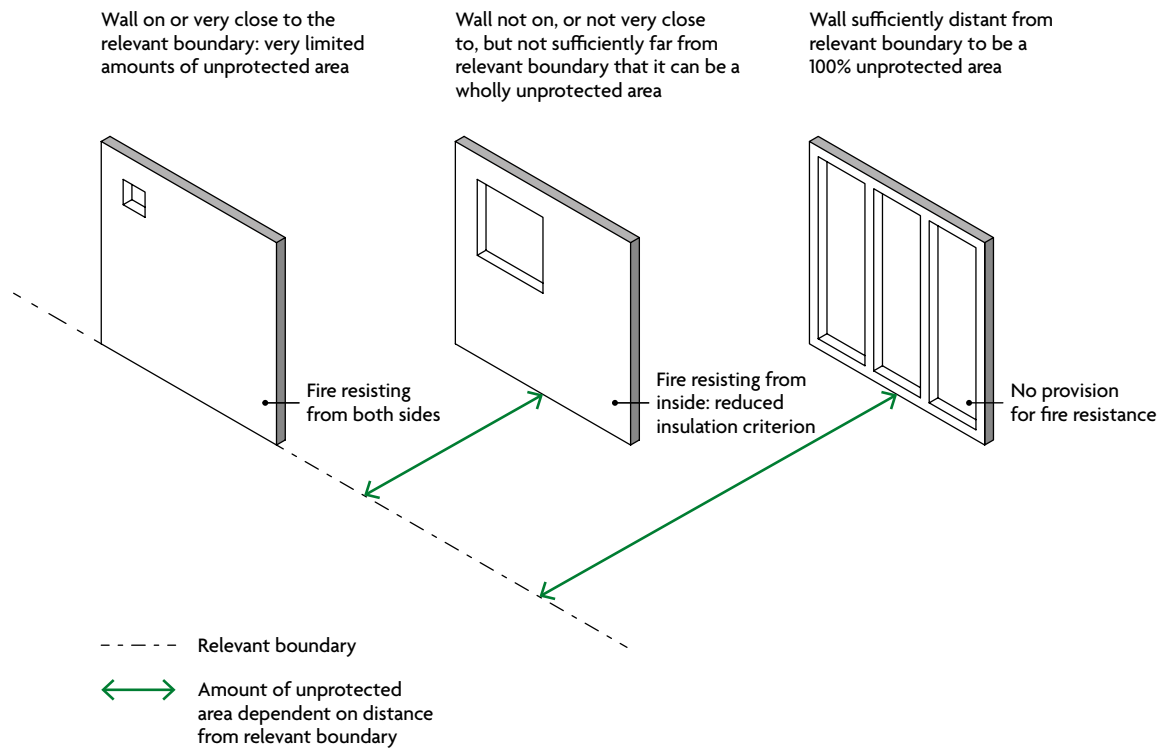 Wall on or very close to the
relevant boundary: very limited
amounts of unprotected area
Wall not on, or not very close
to, but not sufficiently far from
relevant boundary that it can be a
wholly unprotected area
Wall sufficiently distant from
relevant boundary to be a
100% unprotected area
Fire resisting
from both sides
Fire resisting from
inside: reduced
insulation criterion
No provision
for fire resistance
Relevant boundary
Amount of unprotected
area dependent on distance
from relevant boundary